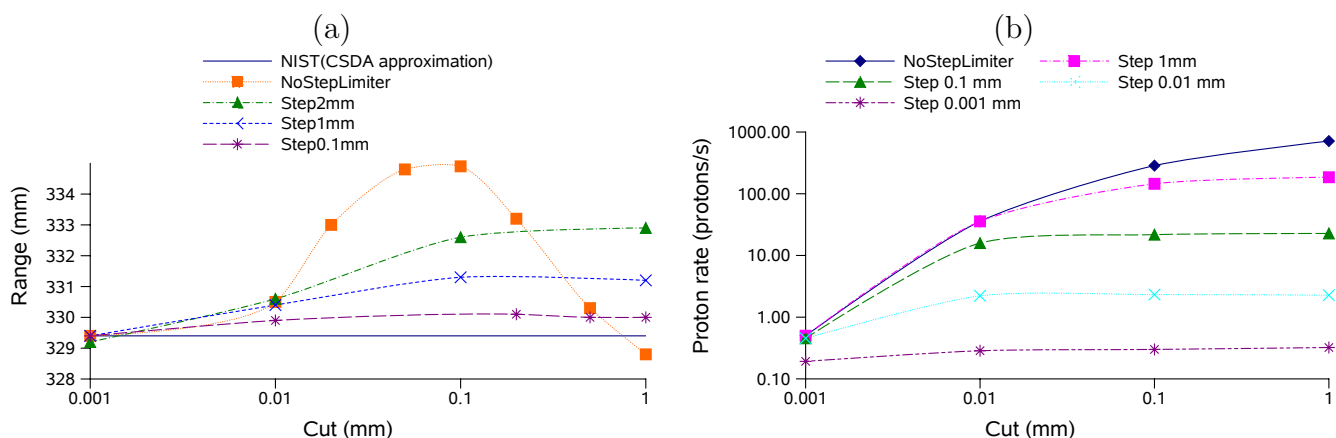 (a)
NIST(CSDA approximation)
NoStepLimiter
Step2mm
Step1mm
Step0.1mm
Range (mm)
334
333
331
330
329
328
0.001
0.01
0.1
1
Cut (mm)
(b)
NoStepLimiter
Step 1mm
Step 0.1 mm
Step 0.01 mm
Step 0.001 mm
Proton rate (protons/s)
1000.00
100.00
10.00
1.00
0.10
0.001
0.01
0.1
1
Cut (mm)